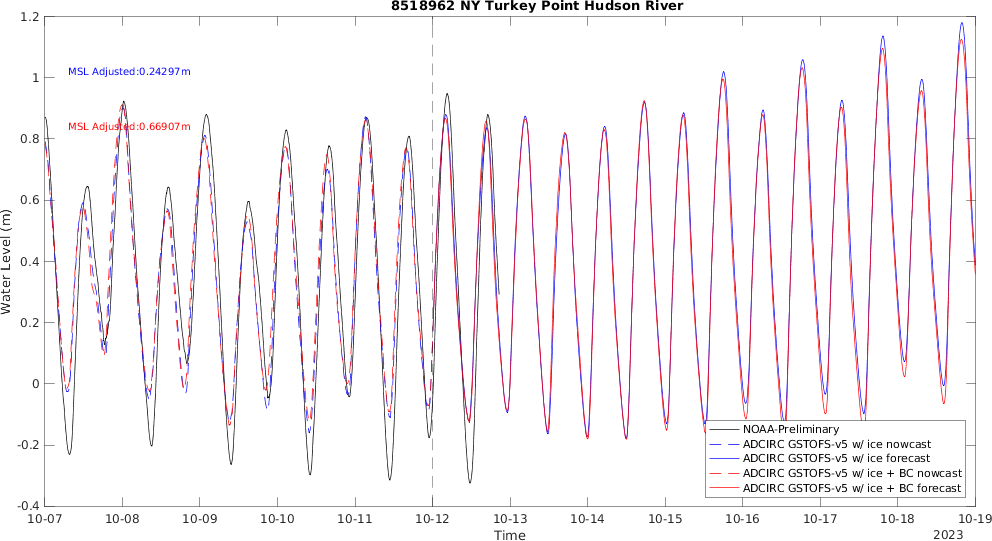 8518962 NY Turkey Point Hudson River
1.2
1
0.8
0.6
0.4
0.2
0
-0.2
-0.4
Water Level (m)
MSL Adjusted:0.24297m
MSL Adjusted:0.66907m
NOAA-Preliminary
ADCIRC GSTOFS-v5 w/ ice nowcast
ADCIRC GSTOFS-v5 w/ ice forecast
ADCIRC GSTOFS-v5 w/ ice + BC nowcast
ADCIRC GSTOFS-v5 w/ ice + BC forecast
10-07 10-08 10-09 10-10 10-11 10-12 10-13 10-14 10-15 10-16 10-17 10-18 10-19
Time
2023